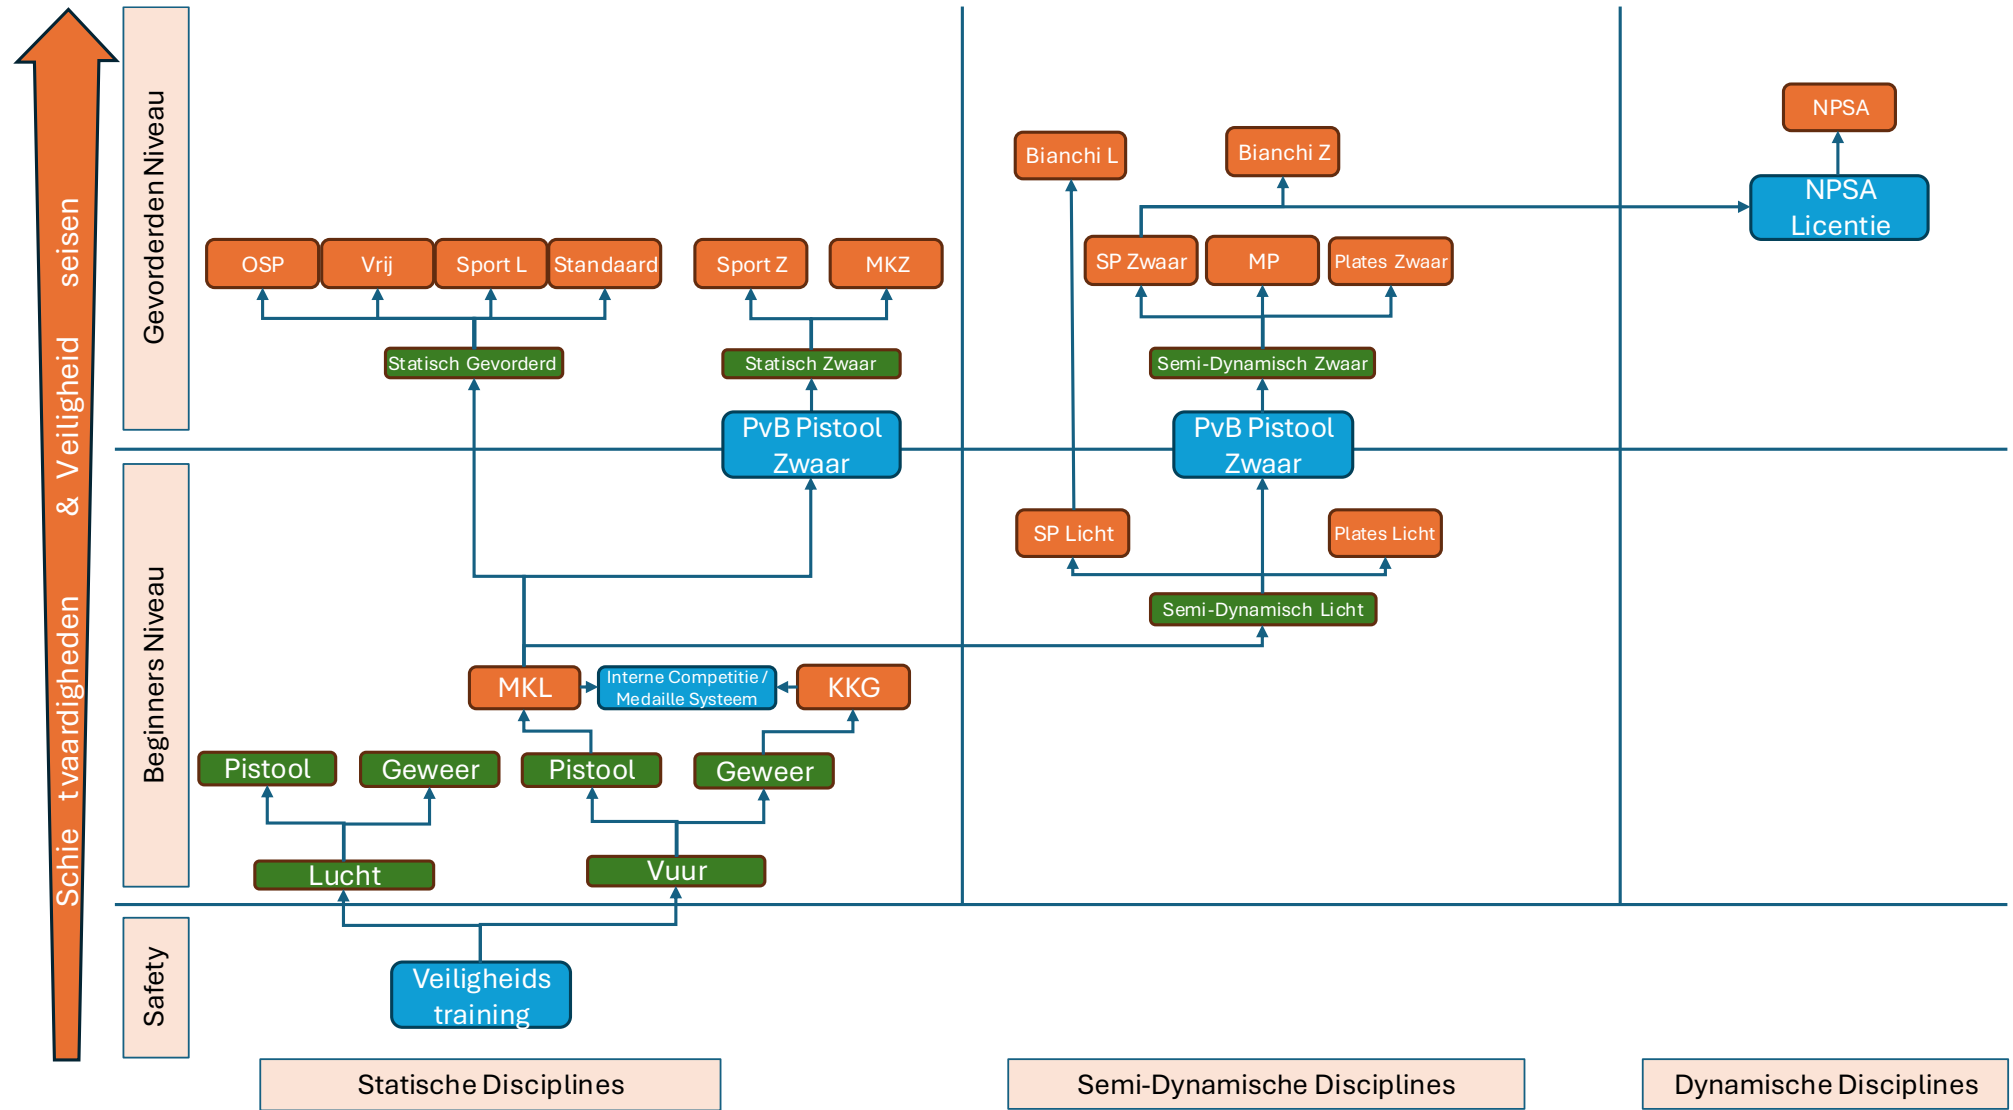 NPSA
Bianchi L
Bianchi Z
NPSA
Licentie
Gevorderden Niveau
OSP
Vrij
Sport L
Standaard
Sport Z
MKZ
SP Zwaar
MP
Plates Zwaar
Statisch Gevorderd
Statisch Zwaar
Semi-Dynamisch Zwaar
PvB Pistool
Zwaar
PvB Pistool
Zwaar
Schie tvaardigheden & Veiligheid seisen
Beginners Niveau
SP Licht
Plates Licht
Semi-Dynamisch Licht
MKL
Interne Competitie /
Medaille Systeem
KKG
Pistool
Geweer
Pistool
Geweer
Lucht
Vuur
Safety
Veiligheids
training
Statische Disciplines
Semi-Dynamische Disciplines
Dynamische Disciplines